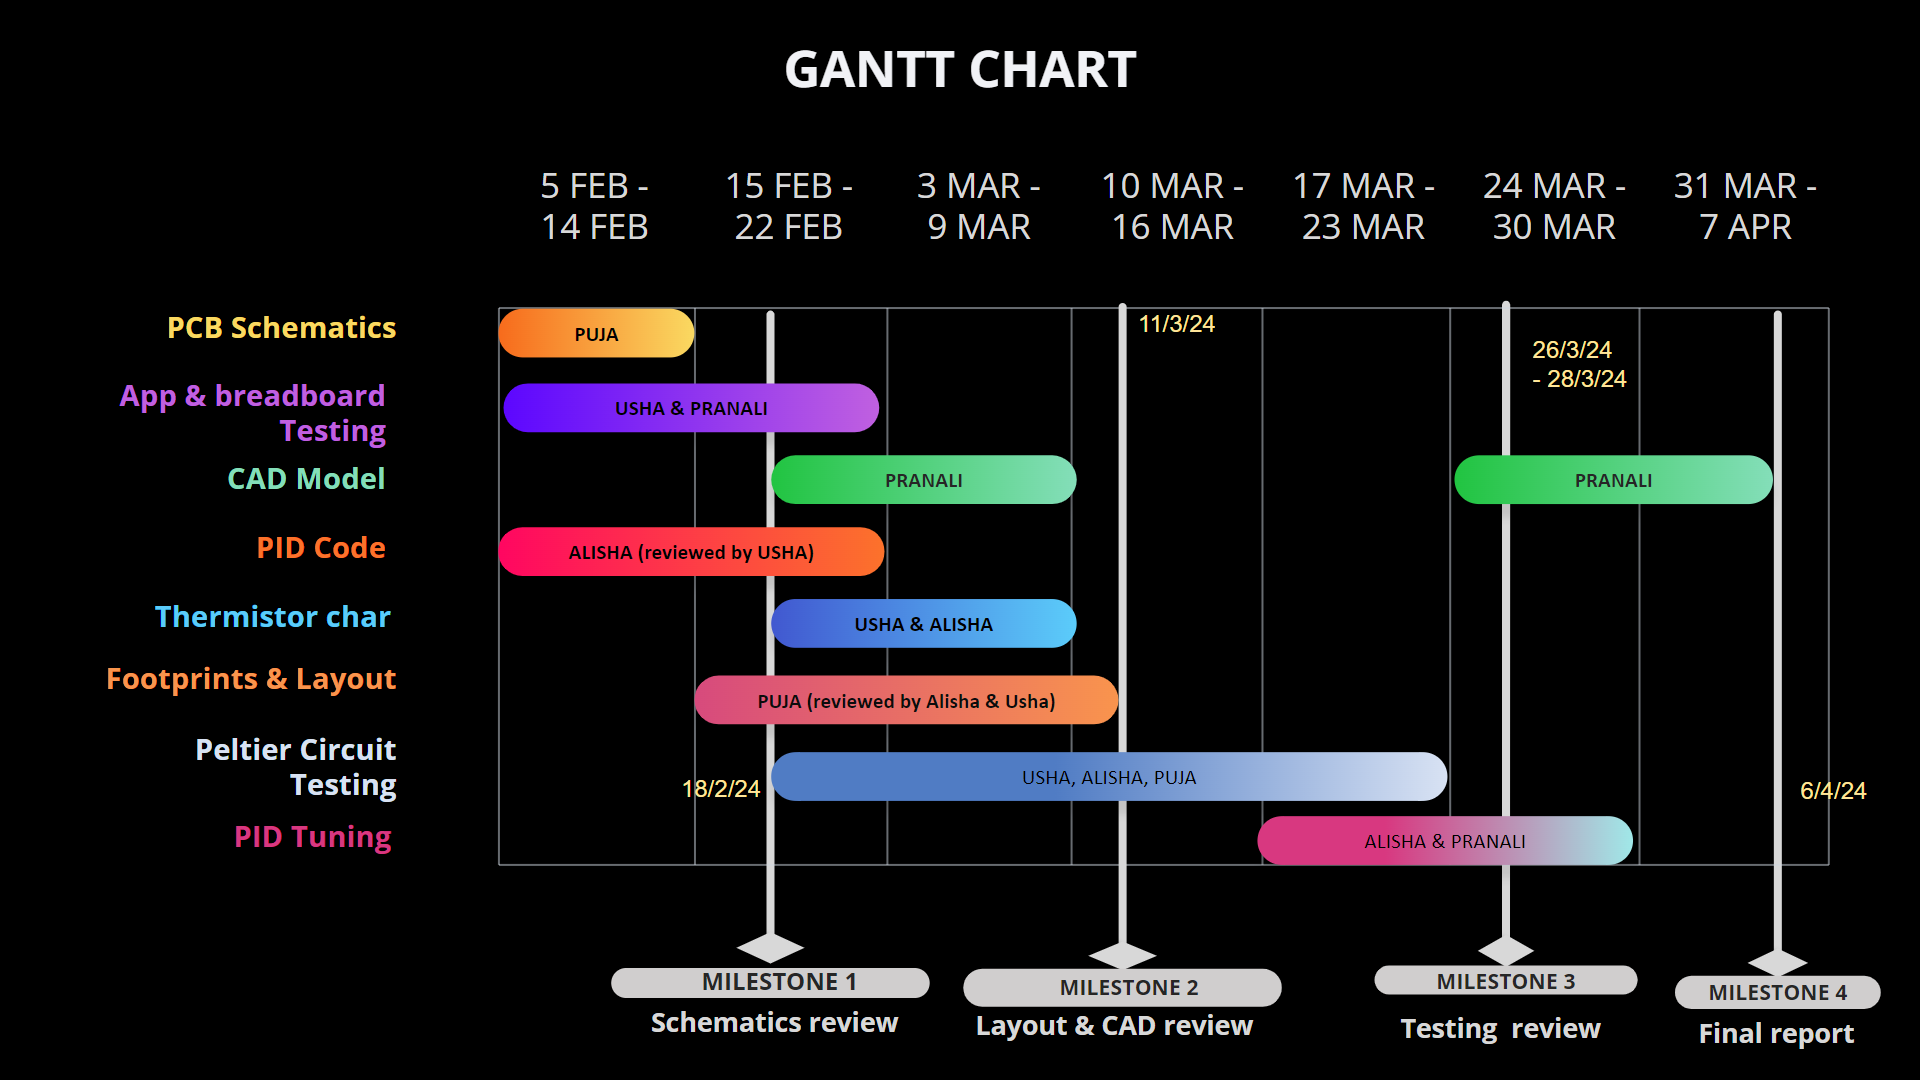 GANTT CHART
5 FEB -
14 FEB
15 FEB -
22 FEB
3 MAR -
9 MAR
10 MAR -
16 MAR
17 MAR -
23 MAR
24 MAR -
30 MAR
31 MAR -
7 APR
PCB Schematics
PUJA
11/3/24
26/3/24
- 28/3/24
App & breadboard
Testing
USHA & PRANALI
CAD Model
PRANALI
PRANALI
PID Code
ALISHA (reviewed by USHA)
Thermistor char
USHA & ALISHA
Footprints & Layout
PUJA (reviewed by Alisha & Usha)
Peltier Circuit
Testing
18/2/24
USHA, ALISHA, PUJA
6/4/24
PID Tuning
ALISHA & PRANALI
MILESTONE 1
Schematics review
MILESTONE 2
Layout & CAD review
MILESTONE 3
Testing  review
MILESTONE 4
Final report